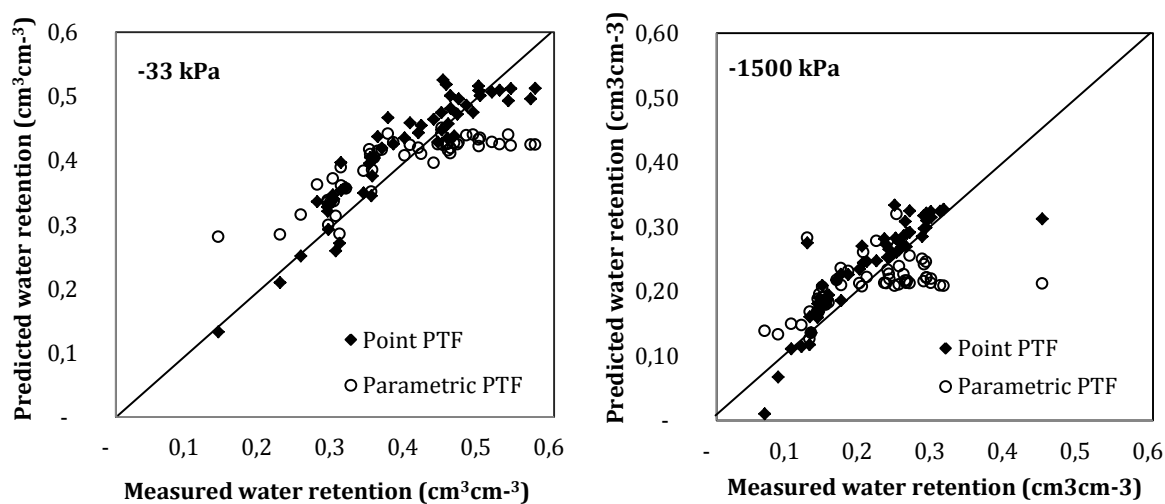 Predicted water retention (cm³cm-³)
0,6
0,5
0,4
0,3
0,2
0,1
-
-33 kPa
Point PTF
Parametric PTF
- 0,1 0,2 0,3 0,4 0,5 0,6
Measured water retention (cm³cm-³)
Predicted water retention (cm3cm-3)
0,60
0,50
0,40
0,30
0,20
0,10
-
-1500 kPa
Point PTF
Parametric PTF
- 0,1 0,2 0,3 0,4 0,5 0,6
Measured water retention (cm3cm-3)